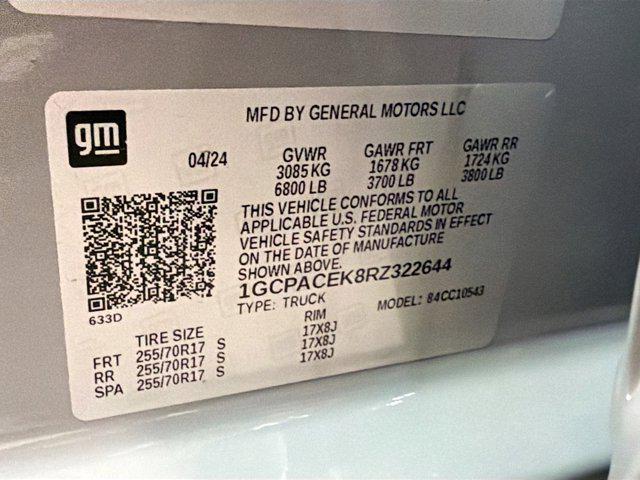 gm
MFD BY GENERAL MOTORS LLC
04/24 GVWR GAWR FRT GAWR RR
3085 KG 1678 KG 1724 KG
6800 LB 3700 LB 3800 LB
THIS VEHICLE CONFORMS TO ALL
APPLICABLE U.S. FEDERAL MOTOR
VEHICLE SAFETY STANDARDS IN EFFECT
ON THE DATE OF MANUFACTURE
SHOWN ABOVE.
1GCPACEK8RZ322644
TYPE: TRUCK MODEL: 84CC10543
633D
TIRE SIZE RIM
FRT 255/70R17 S 17X8J
RR 255/70R17 S 17X8J
SPA 255/70R17 S 17X8J